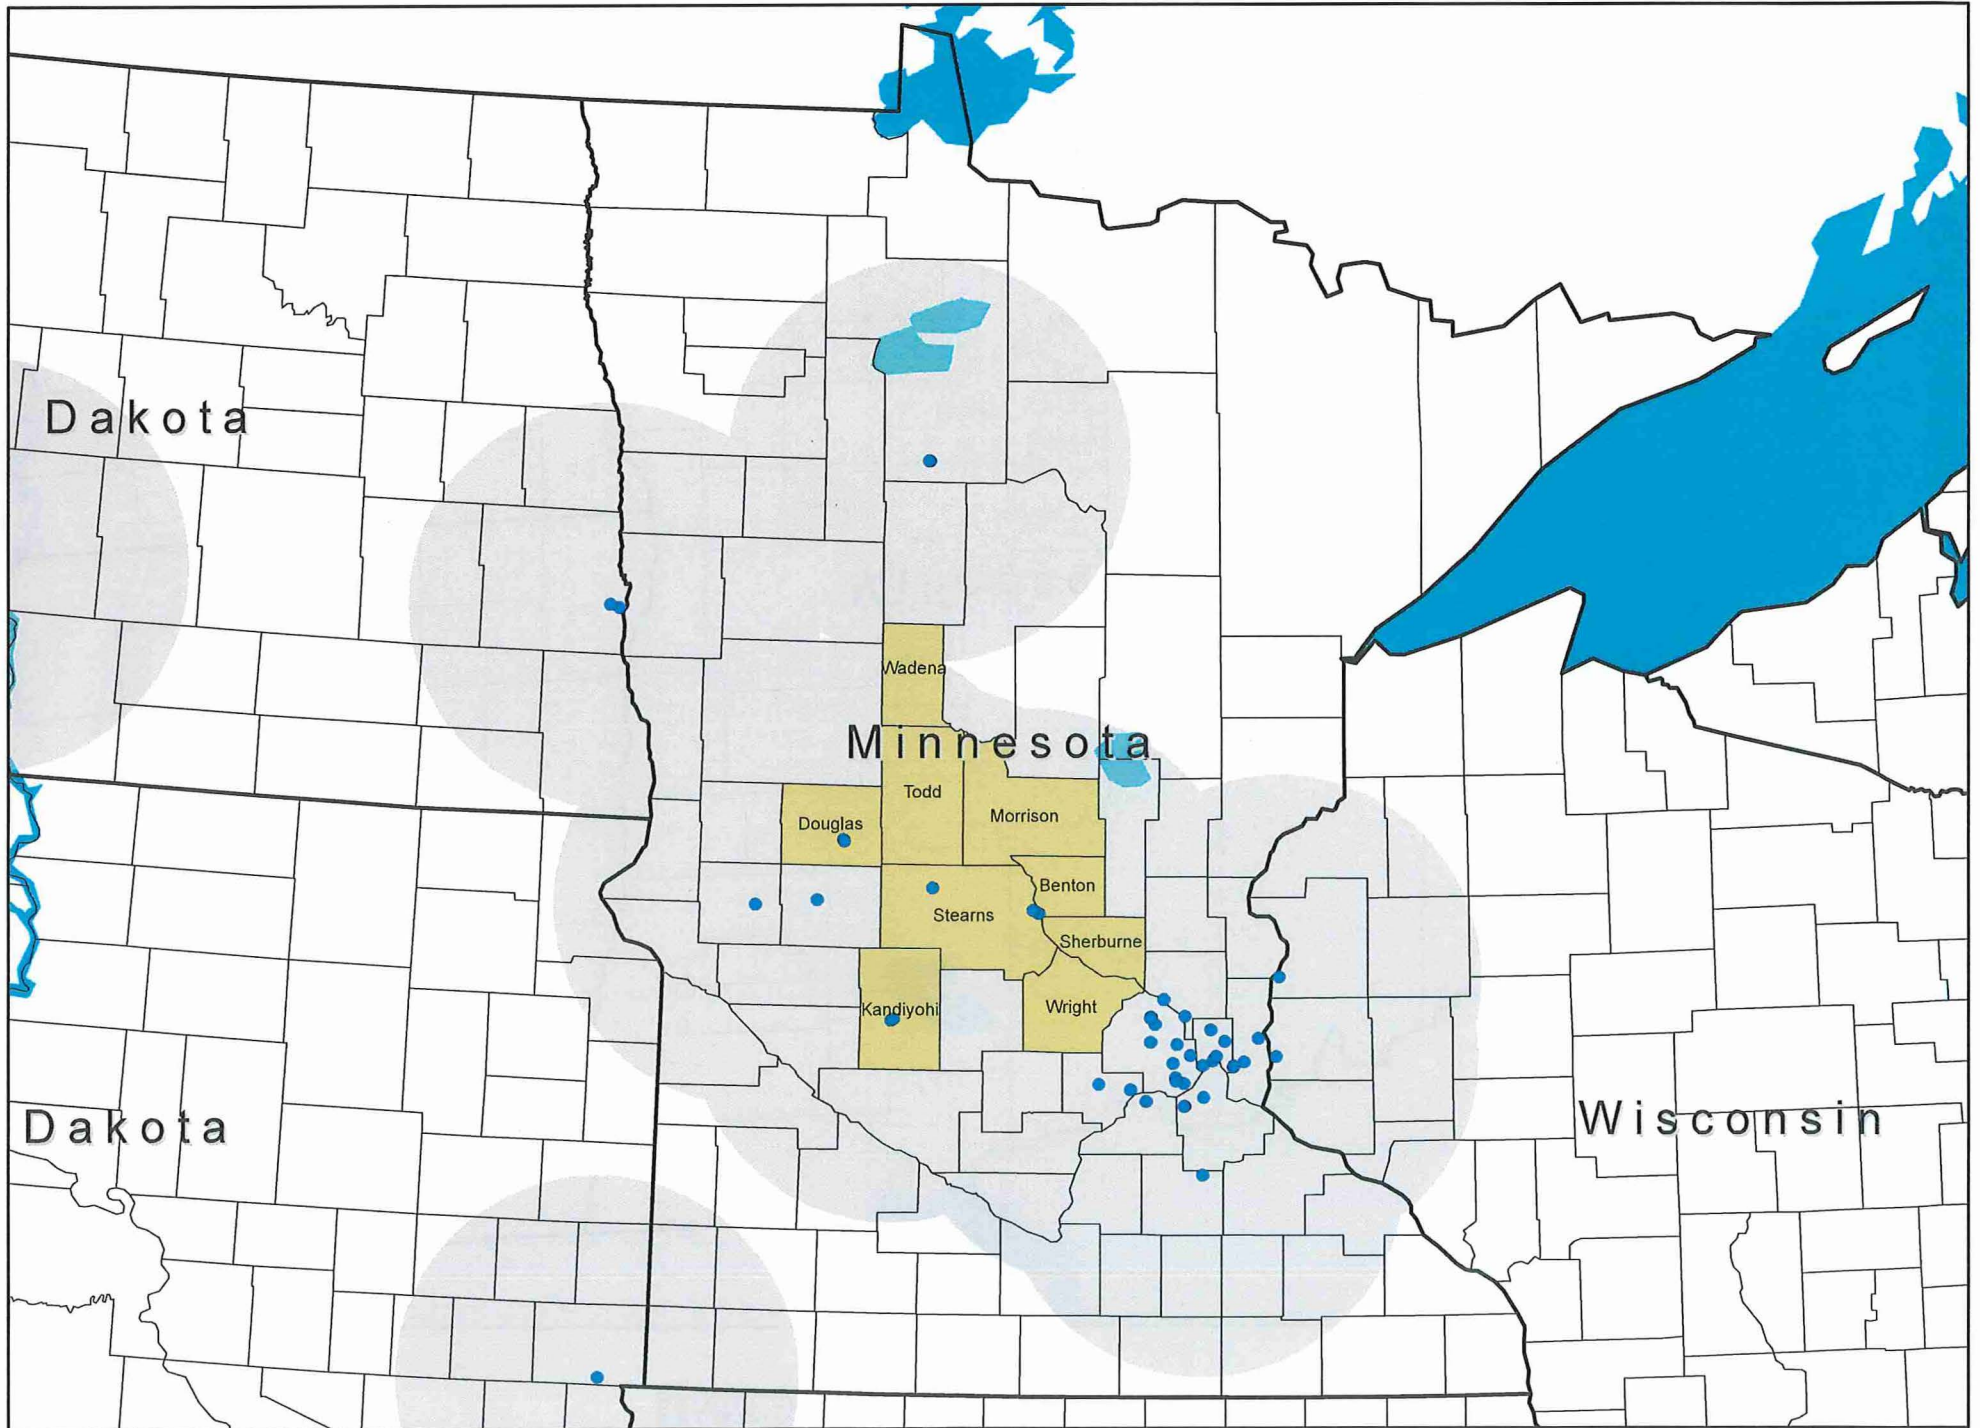 Dakota
Wadena
Minnesota
Todd
Douglas
Morrison
Benton
Stearns
Sherburne
Kandiyohi
Wright
Dakota
Wisconsin